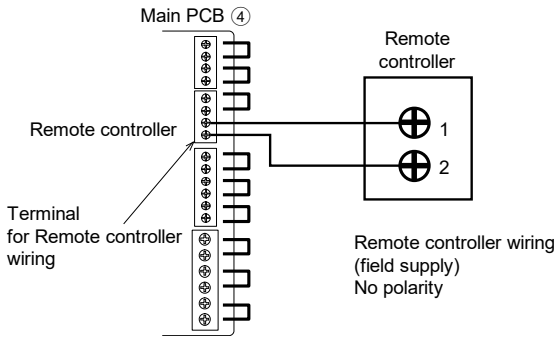 Main PCB ④
Remote
controller
Remote controller
1
2
Terminal
for Remote controller
wiring
Remote controller wiring
(field supply)
No polarity